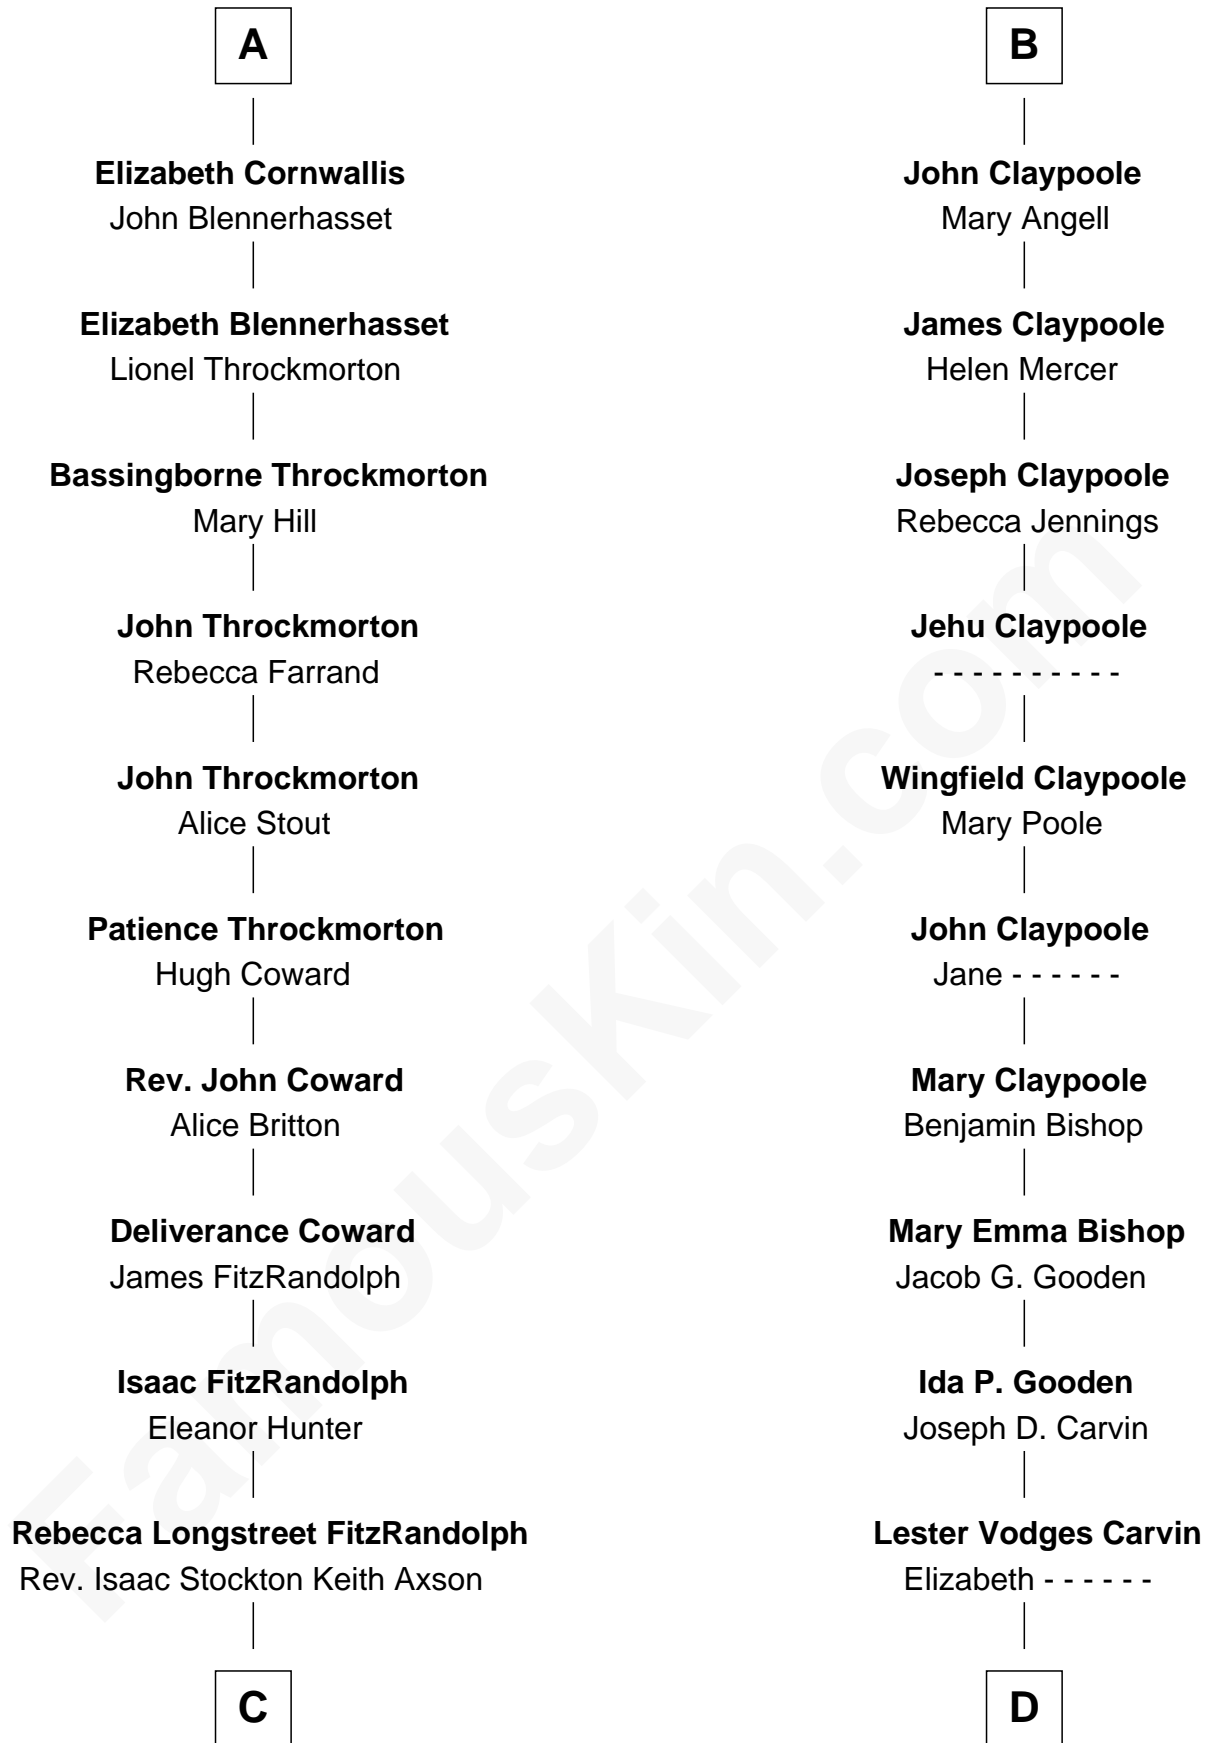 A
Elizabeth Cornwallis
John Blennerhasset
Elizabeth Blennerhasset
Lionel Throckmorton
Bassingborne Throckmorton
Mary Hill
John Throckmorton
Rebecca Farrand
John Throckmorton
Alice Stout
Patience Throckmorton
Hugh Coward
Rev. John Coward
Alice Britton
Deliverance Coward
James FitzRandolph
Isaac FitzRandolph
Eleanor Hunter
Rebecca Longstreet FitzRandolph
Rev. Isaac Stockton Keith Axson
C
B
John Claypoole
Mary Angell
James Claypoole
Helen Mercer
Joseph Claypoole
Rebecca Jennings
Jehu Claypoole
- - - - - - - - - -
Wingfield Claypoole
Mary Poole
John Claypoole
Jane - - - - - -
Mary Claypoole
Benjamin Bishop
Mary Emma Bishop
Jacob G. Gooden
Ida P. Gooden
Joseph D. Carvin
Lester Vodges Carvin
Elizabeth - - - - - -
D
FamousKin.com